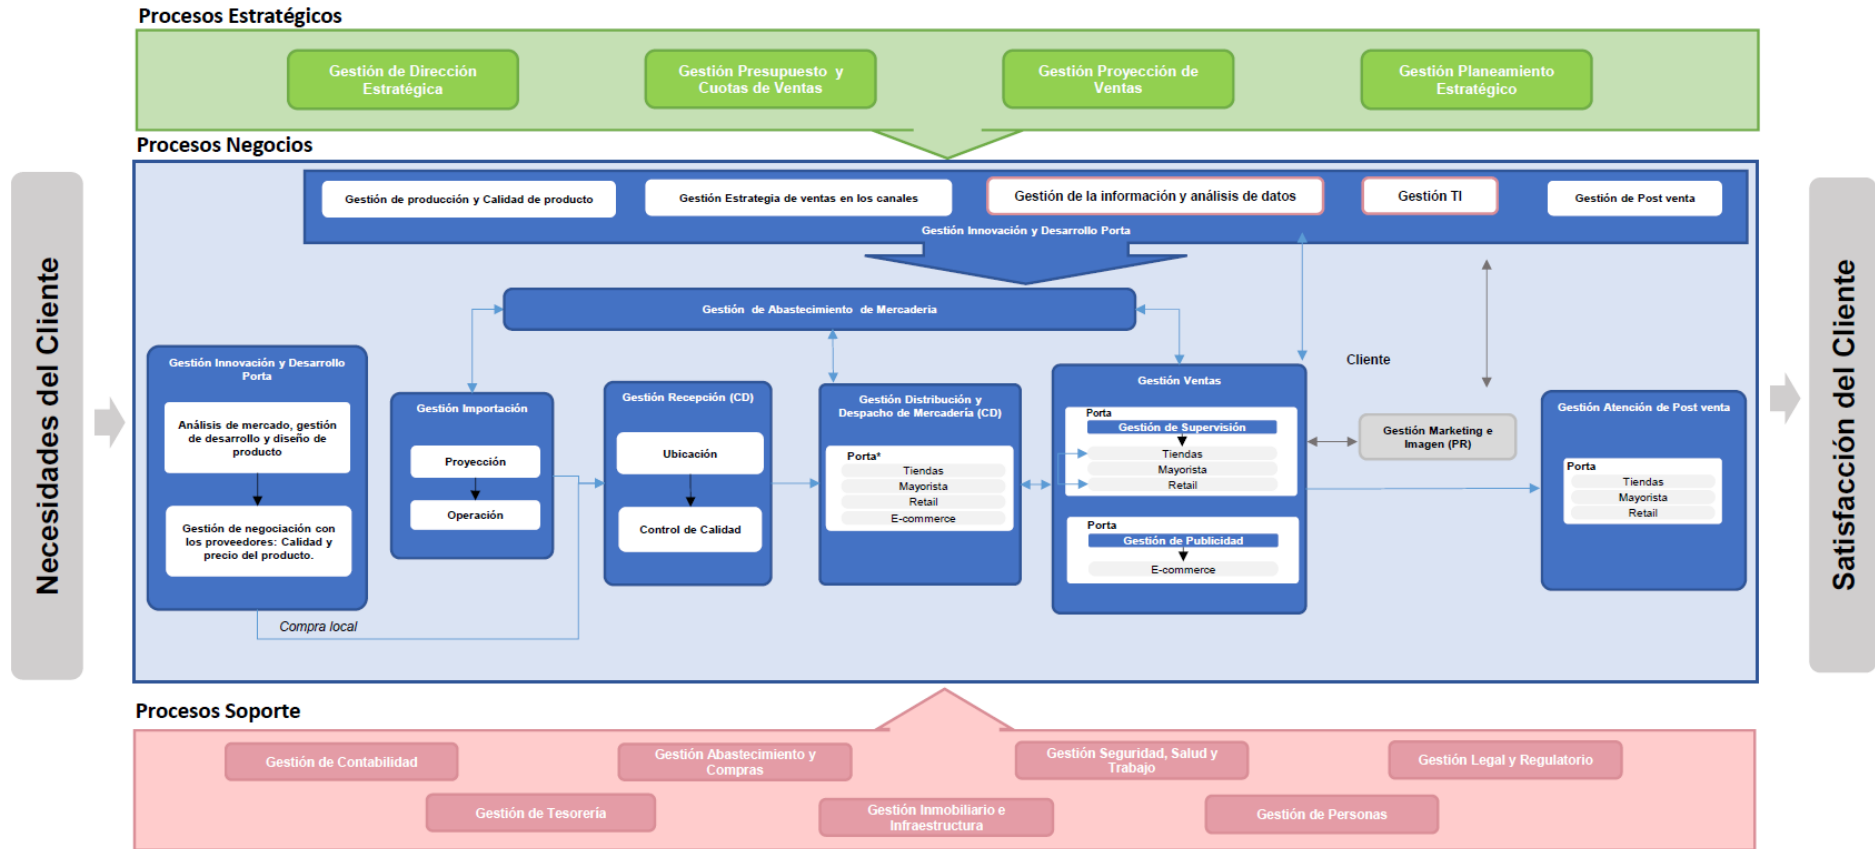 Procesos Estratégicos
Gestión de Dirección
Estratégica
Gestión Presupuesto y
Cuotas de Ventas
Gestión Proyección de
Ventas
Gestión Planeamiento
Estratégico
Procesos Negocios
Necesidades del Cliente
Gestión de producción y Calidad de producto
Gestión Estrategia de ventas en los canales
Gestión de la información y análisis de datos
Gestión TI
Gestión de Post venta
Gestión Innovación y Desarrollo Porta
Gestión de Abastecimiento de Mercadería
Gestión Innovación y Desarrollo
Porta
Análisis de mercado, gestión
de desarrollo y diseño de
producto
Gestión de negociación con
los proveedores: Calidad y
precio del producto.
Compra local
Gestión Importación
Proyección
Operación
Gestión Recepción (CD)
Ubicación
Control de Calidad
Gestión Distribución y
Despacho de Mercadería (CD)
Porta*
Tiendas
Mayorista
Retail
E-commerce
Gestión Ventas
Porta
Gestión de Supervisión
Tiendas
Mayorista
Retail
Porta
Gestión de Publicidad
E-commerce
Cliente
Gestión Marketing e
Imagen (PR)
Gestión Atención de Post venta
Porta
Tiendas
Mayorista
Retail
Satisfacción del Cliente
Procesos Soporte
Gestión de Contabilidad
Gestión Abastecimiento y
Compras
Gestión Seguridad, Salud y
Trabajo
Gestión Legal y Regulatorio
Gestión de Tesorería
Gestión Inmobiliario e
Infraestructura
Gestión de Personas